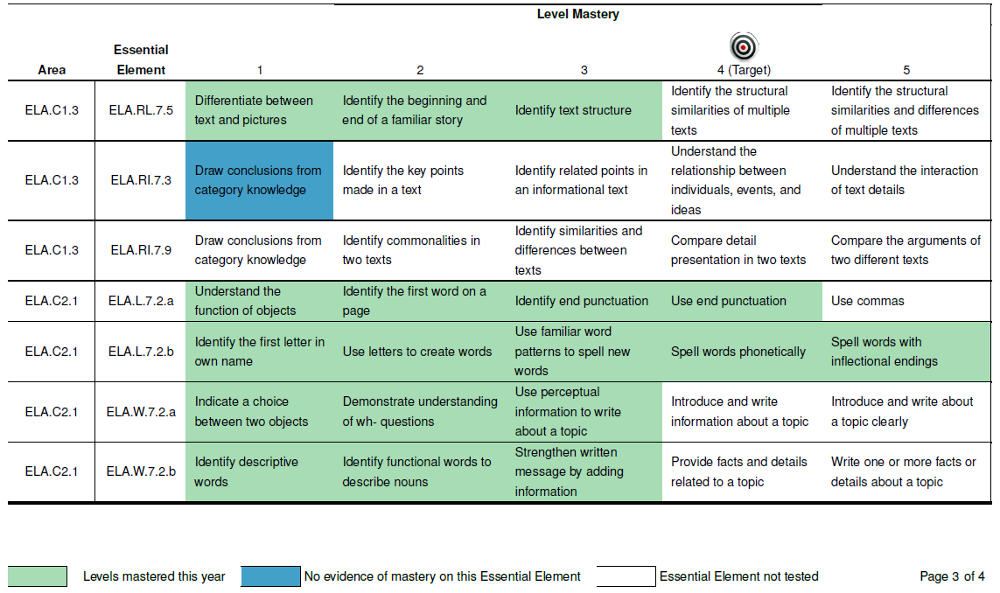 Level Mastery
Essential
Area Element 1 2 3 4 (Target) 5
ELA.C1.3 ELA.RL.7.5
Differentiate between
text and pictures
Identify the beginning and
end of a familiar story
Identify text structure
Identify the structural
similarities of multiple
texts
Identify the structural
similarities and differences
of multiple texts
ELA.C1.3 ELA.RI.7.3
Draw conclusions from
category knowledge
Identify the key points
made in a text
Identify related points in
an informational text
Understand the
relationship between
individuals, events, and
ideas
Understand the interaction
of text details
ELA.C1.3 ELA.RI.7.9
Draw conclusions from
category knowledge
Identify commonalities in
two texts
Identify similarities and
differences between
texts
Compare detail
presentation in two texts
Compare the arguments of
two different texts
ELA.C2.1 ELA.L.7.2.a
Understand the
function of objects
Identify the first word on a
page
Identify end punctuation
Use end punctuation
Use commas
ELA.C2.1 ELA.L.7.2.b
Identify the first letter in
own name
Use letters to create words
Use familiar word
patterns to spell new
words
Spell words phonetically
Spell words with
inflectional endings
ELA.C2.1 ELA.W.7.2.a
Indicate a choice
between two objects
Demonstrate understanding
of wh- questions
Use perceptual
information to write
about a topic
Introduce and write
information about a topic
Introduce and write about
a topic clearly
ELA.C2.1 ELA.W.7.2.b
Identify descriptive
words
Identify functional words to
describe nouns
Strengthen written
message by adding
information
Provide facts and details
related to a topic
Write one or more facts or
details about a topic
Levels mastered this year No evidence of mastery on this Essential Element Essential Element not tested Page 3 of 4